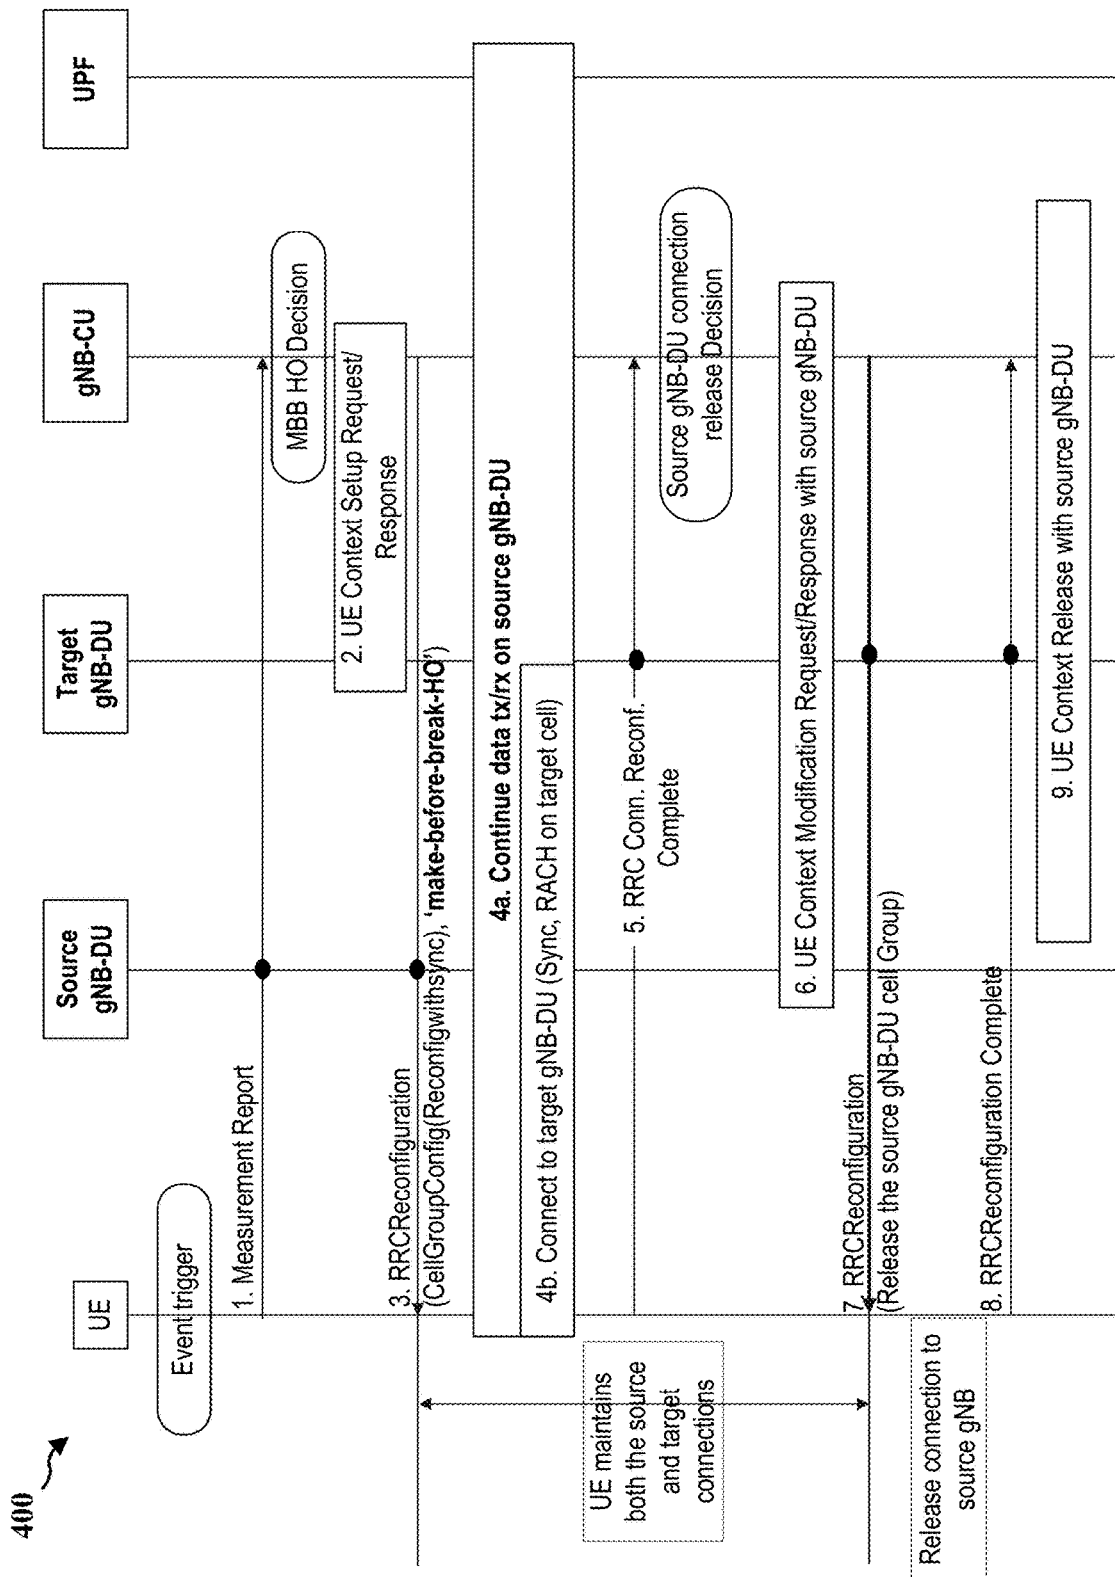 400
UE
Source
gNB-DU
Target
gNB-DU
gNB-CU
UPF
Event trigger
1. Measurement Report
MBB HO Decision
2. UE Context Setup Request/
Response
3. RRCReconfiguration
(CellGroupConfig(Reconfigwithsync), 'make-before-break-HO')
4a. Continue data tx/rx on source gNB-DU
4b. Connect to target gNB-DU (Sync, RACH on target cell)
UE maintains
both the source
and target
connections
5. RRC Conn. Reconf.
Complete
Source gNB-DU connection
release Decision
6. UE Context Modification Request/Response with source gNB-DU
7. RRCReconfiguration
(Release the source gNB-DU cell Group)
Release connection to
source gNB
8. RRCReconfiguration Complete
9. UE Context Release with source gNB-DU